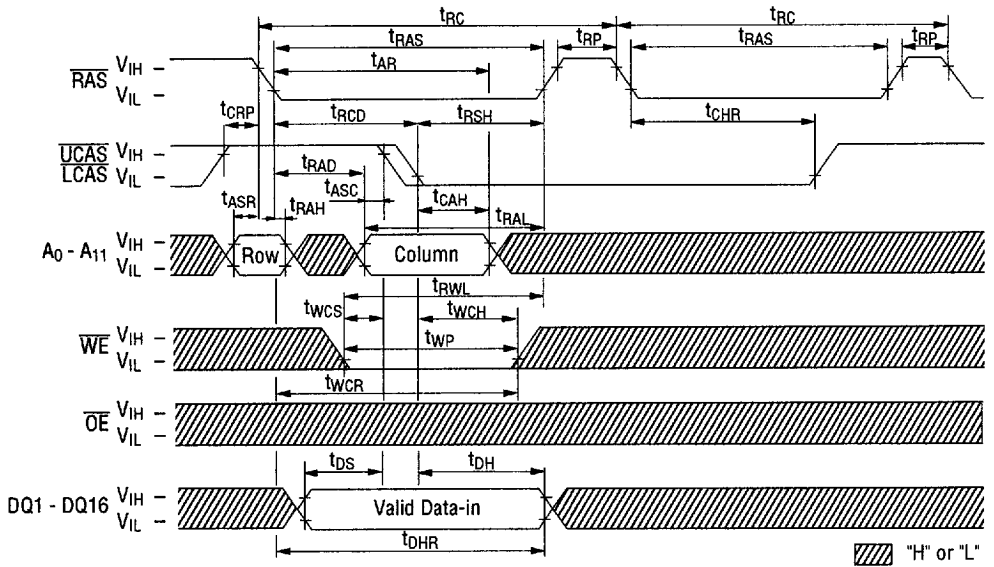 tRC tRC
tRAS tRP tRAS tRP
tAR
RAS VIH –
VIL –
tCRP tRCD tRSH tCHR
UCAS VIH –
LCAS VIL –
tRAD
tASC
tCAH
tASR tRAH tRAL
A0 - A11 VIH –
VIL –
Row Column
tRWL
tWCS tWCH
WE VIH –
VIL –
tWP
tWCR
OE VIH –
VIL –
tDS tDH
DQ1 - DQ16 VIH –
VIL –
Valid Data-in
tDHR
"H" or "L"